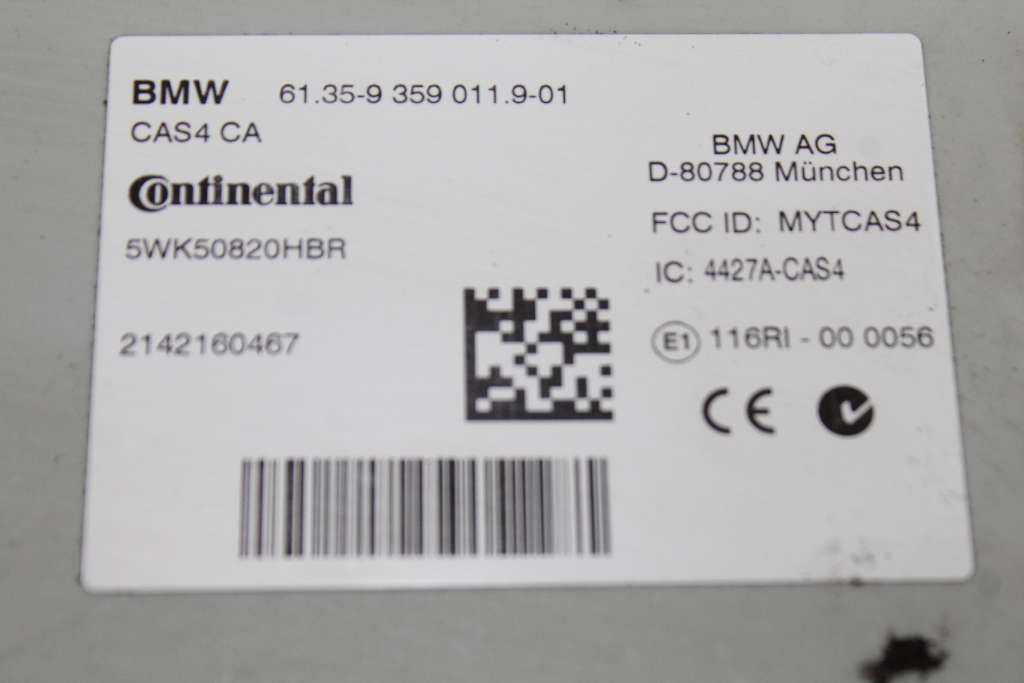 BMW 61.35-9 359 011.9-01
CAS4 CA
Continental
5WK50820HBR
2142160467
BMW AG
D-80788 München
FCC ID: MYTCAS4
IC: 4427A-CAS4
E1 116RI - 00 0056
CE